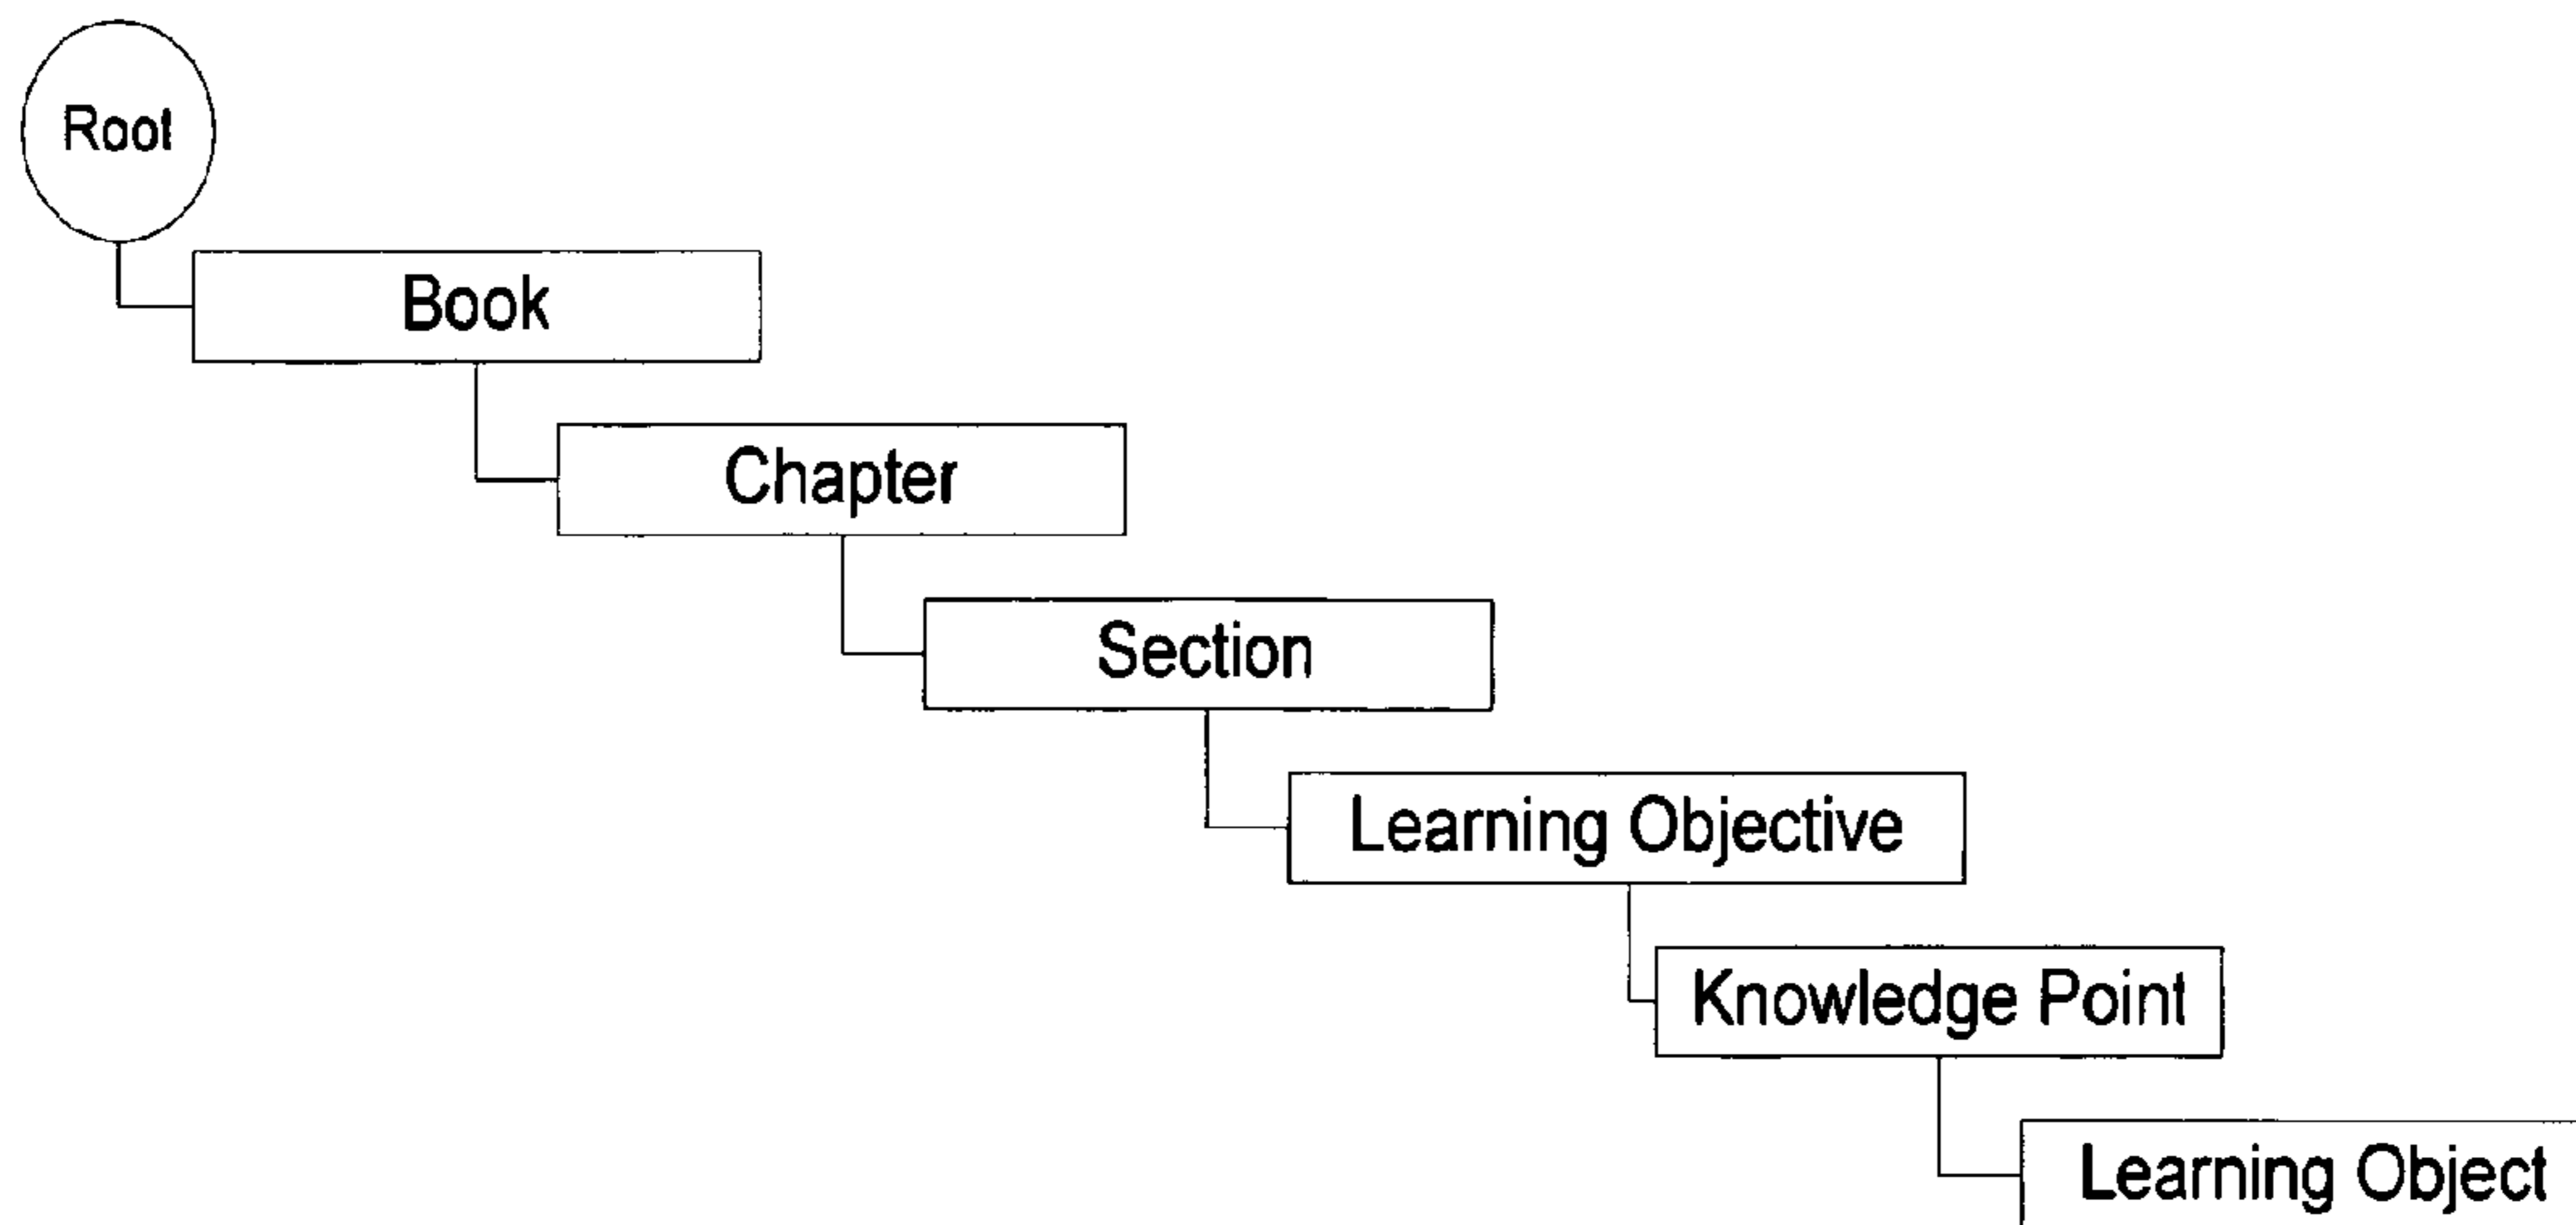 Root
Book
Chapter
Section
Learning Objective
Knowledge Point
Learning Object